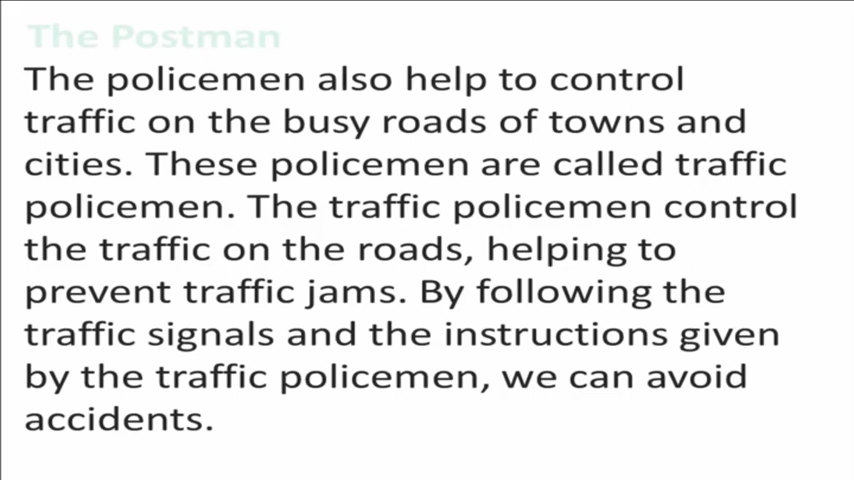 The Postman
The policemen also help to control
traffic on the busy roads of towns and
cities. These policemen are called traffic
policemen. The traffic policemen control
the traffic on the roads, helping to
prevent traffic jams. By following the
traffic signals and the instructions given
by the traffic policemen, we can avoid
accidents.